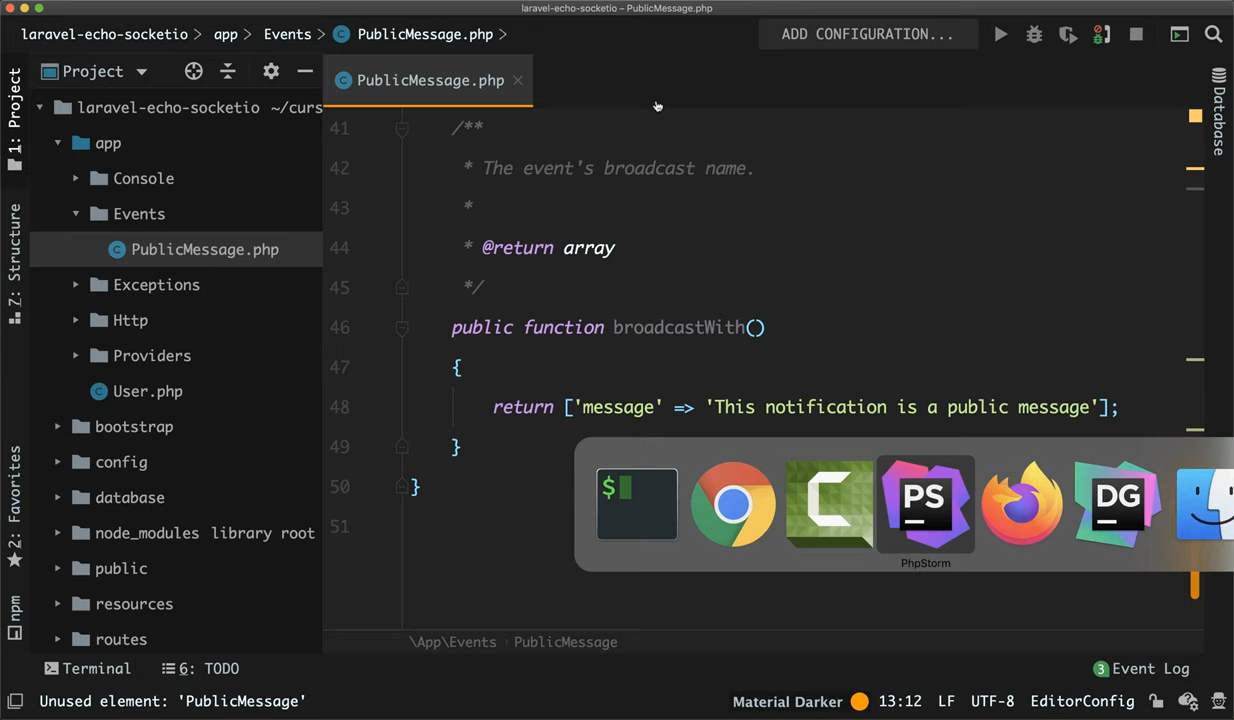 laravel-echo-socketio – PublicMessage.php
laravel-echo-socketio > app > Events > PublicMessage.php >
ADD CONFIGURATION...
1: Project
Z: Structure
2: Favorites
npm
Project
laravel-echo-socketio ~/curs
app
Console
Events
PublicMessage.php
Exceptions
Http
Providers
User.php
bootstrap
config
database
node_modules library root
public
resources
routes
PublicMessage.php
41 /**
42 * The event's broadcast name.
43 *
44 * @return array
45 */
46 public function broadcastWith()
47 {
48 return ['message' => 'This notification is a public message'];
49 }
50 }
51
$
PS
DG
PhpStorm
Database
\App\Events › PublicMessage
Terminal
6: TODO
3 Event Log
Unused element: 'PublicMessage'
Material Darker
13:12
LF
UTF-8
EditorConfig